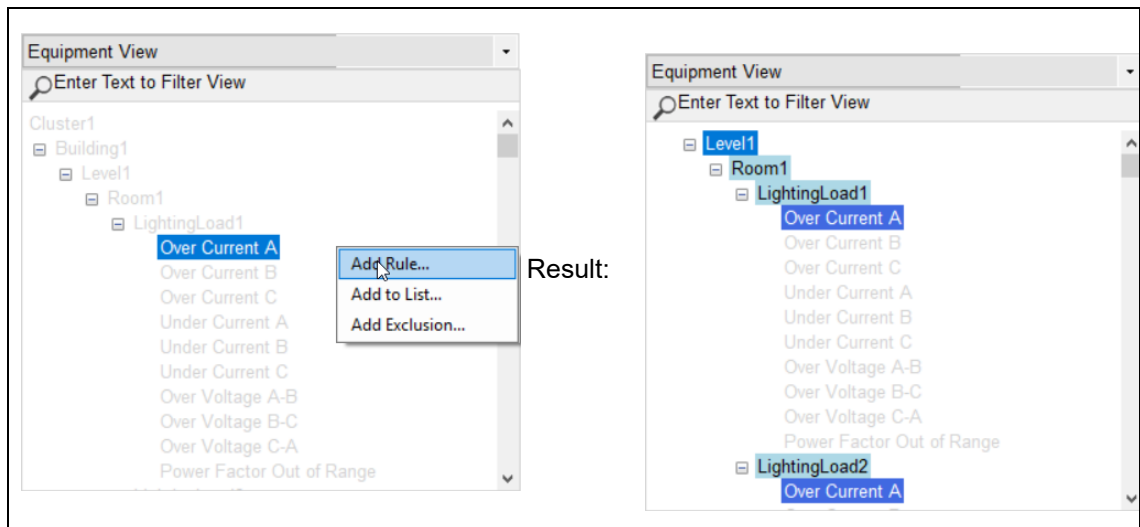 Equipment View
Enter Text to Filter View
Cluster1
Building1
Level1
Room1
LightingLoad1
Over Current A
Over Current B
Over Current C
Under Current A
Under Current B
Under Current C
Over Voltage A-B
Over Voltage B-C
Over Voltage C-A
Power Factor Out of Range
Add Rule...
Add to List...
Add Exclusion...
Result:
Equipment View
Enter Text to Filter View
Level1
Room1
LightingLoad1
Over Current A
Over Current B
Over Current C
Under Current A
Under Current B
Under Current C
Over Voltage A-B
Over Voltage B-C
Over Voltage C-A
Power Factor Out of Range
LightingLoad2
Over Current A